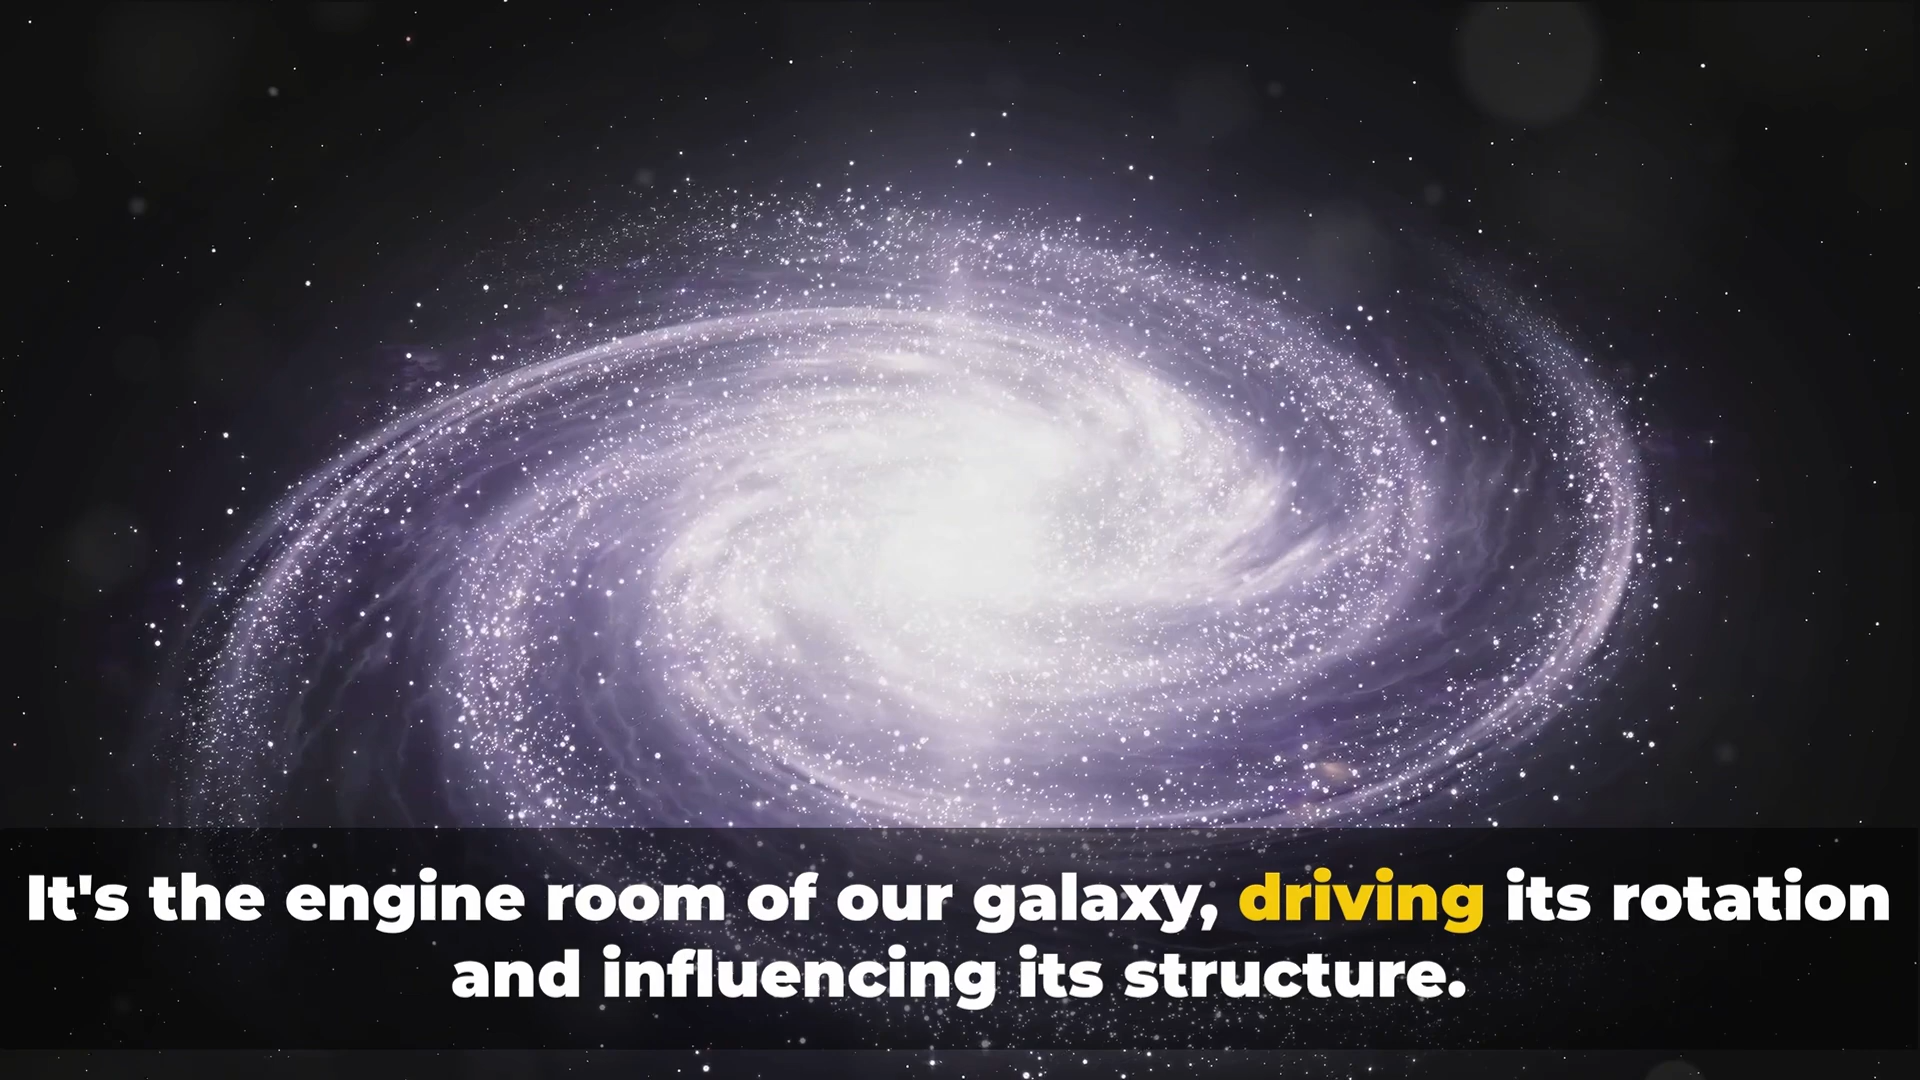 It's the engine room of our galaxy, driving its rotation
and influencing its structure.